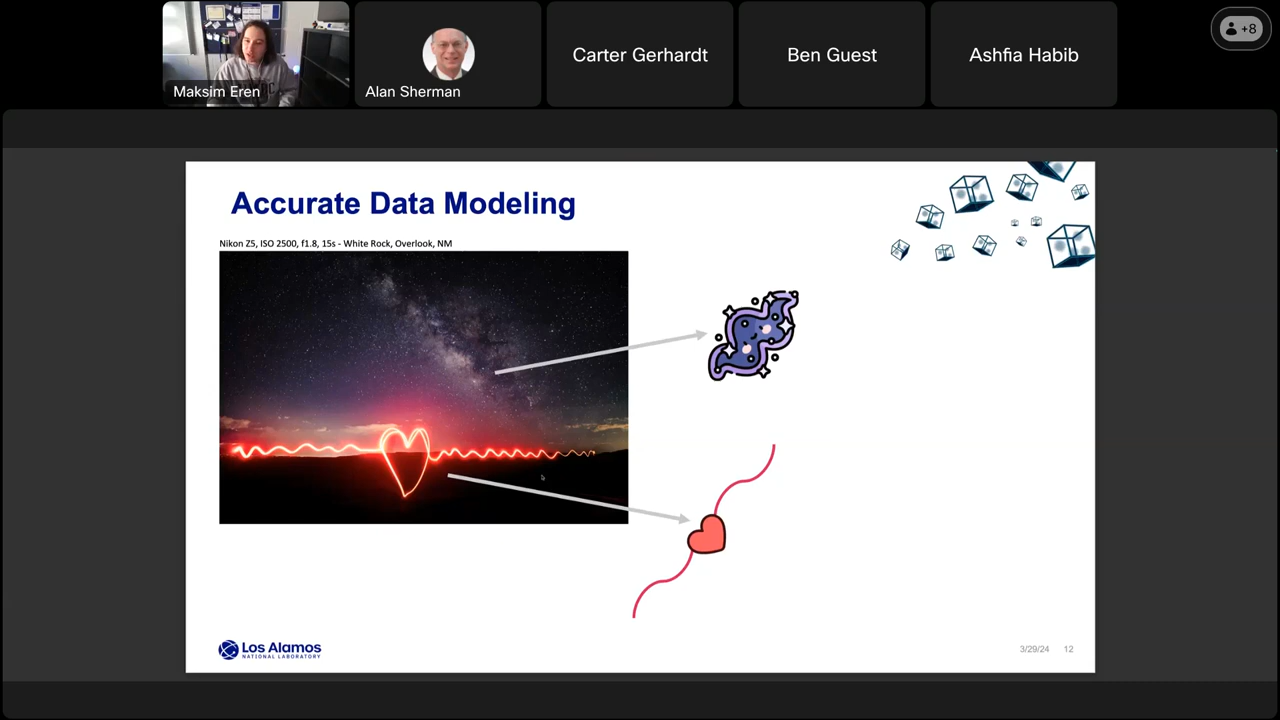 Maksim Eren
Alan Sherman
Carter Gerhardt
Ben Guest
Ashfia Habib
+8
Accurate Data Modeling
Nikon Z5, ISO 2500, f1.8, 15s - White Rock, Overlook, NM
Los Alamos
NATIONAL LABORATORY
3/29/24 12